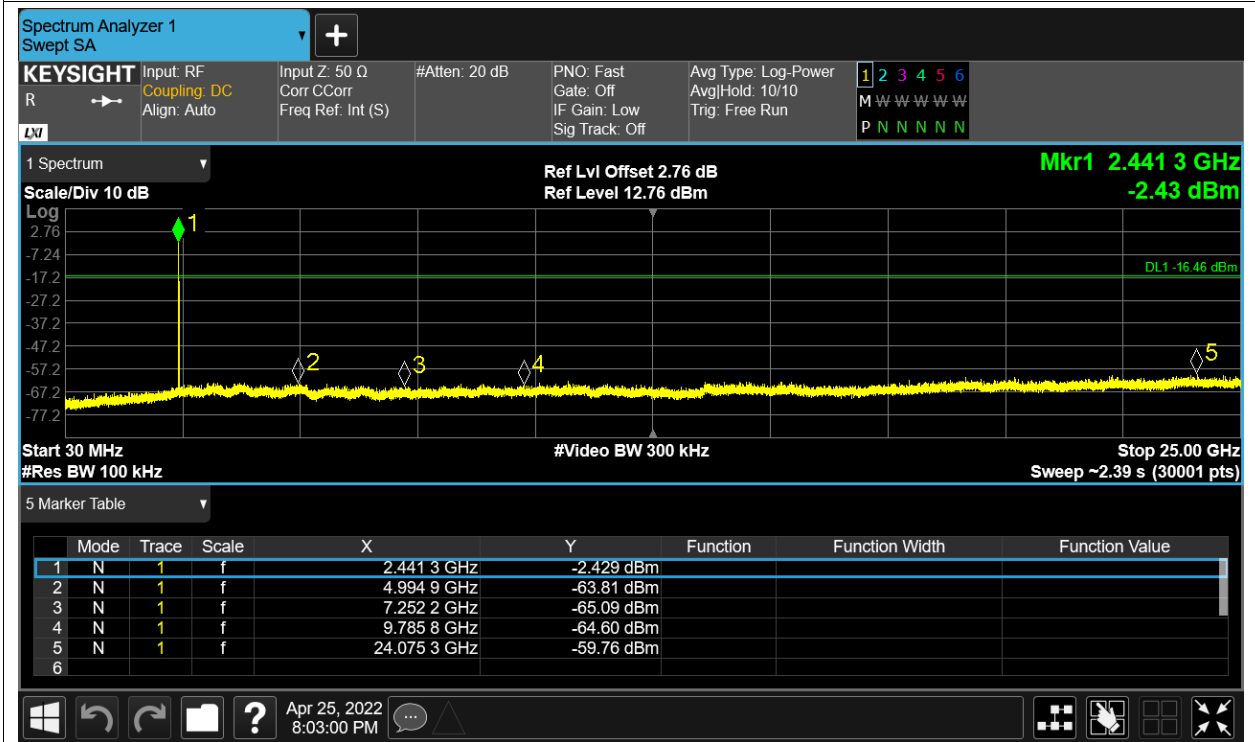 Spectrum Analyzer 1
Swept SA
+
KEYSIGHT
R
LXI
Input: RF
Coupling: DC
Align: Auto
Input Z: 50 Ω
Corr CCorr
Freq Ref: Int (S)
#Atten: 20 dB
PNO: Fast
Gate: Off
IF Gain: Low
Sig Track: Off
Avg Type: Log-Power
Avg|Hold: 10/10
Trig: Free Run
1 2 3 4 5 6
M W W W W W
P N N N N N
1 Spectrum
Scale/Div 10 dB
Ref Lvl Offset 2.76 dB
Ref Level 12.76 dBm
Mkr1 2.441 3 GHz
-2.43 dBm
Log
2.76
-7.24
-17.2
-27.2
-37.2
-47.2
-57.2
-67.2
-77.2
1
2
3
4
5
DL1 -16.46 dBm
Start 30 MHz
#Res BW 100 kHz
#Video BW 300 kHz
Stop 25.00 GHz
Sweep ~2.39 s (30001 pts)
5 Marker Table
Mode Trace Scale X Y Function Function Width Function Value
1 N 1 f 2.441 3 GHz -2.429 dBm
2 N 1 f 4.994 9 GHz -63.81 dBm
3 N 1 f 7.252 2 GHz -65.09 dBm
4 N 1 f 9.785 8 GHz -64.60 dBm
5 N 1 f 24.075 3 GHz -59.76 dBm
6
?
Apr 25, 2022
8:03:00 PM